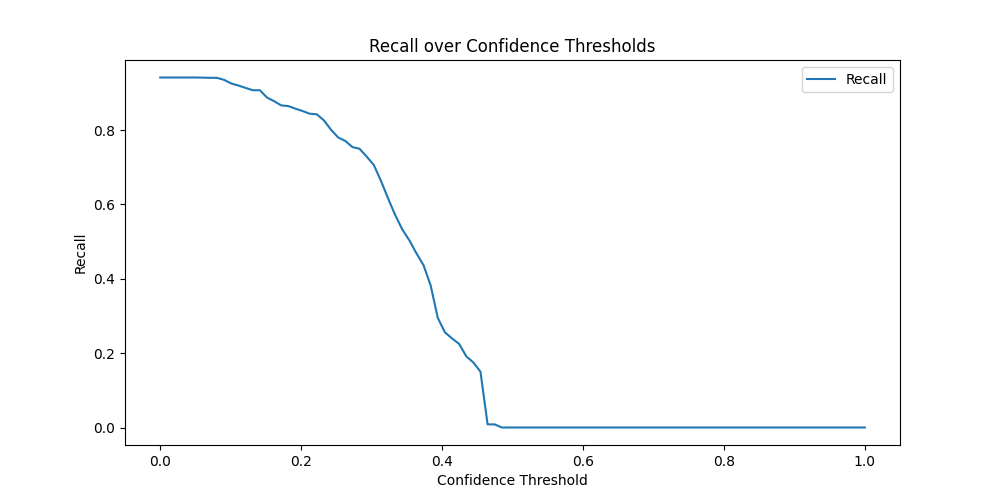 Recall over Confidence Thresholds
Recall
Recall
0.8
0.6
0.4
0.2
0.0
0.0 0.2 0.4 0.6 0.8 1.0
Confidence Threshold